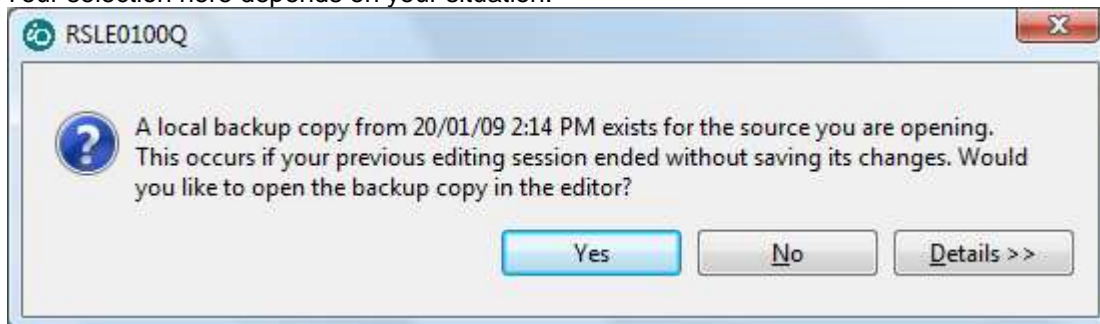 Your selection here depends on your situation.
RSLE0100Q
A local backup copy from 20/01/09 2:14 PM exists for the source you are opening.
This occurs if your previous editing session ended without saving its changes. Would
you like to open the backup copy in the editor?
Yes
No
Details >>